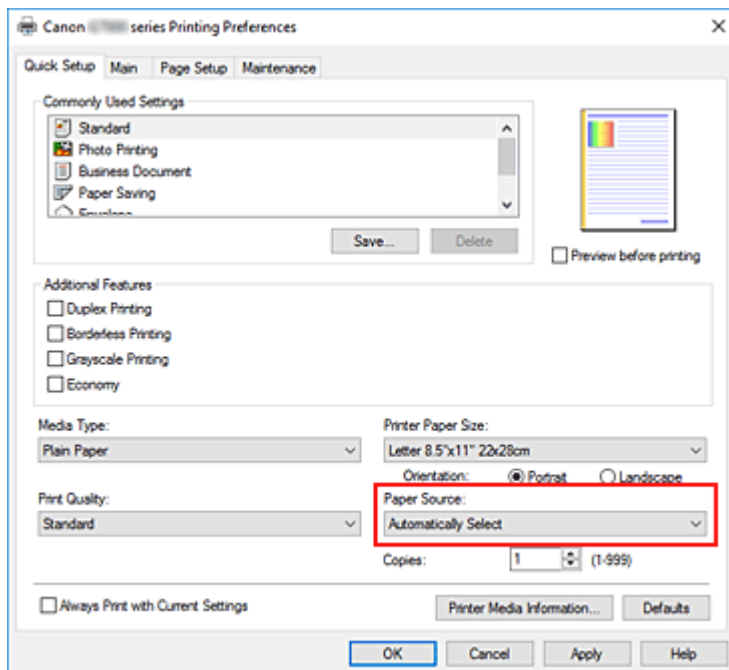 Canon series Printing Preferences
Quick Setup Main Page Setup Maintenance
Commonly Used Settings
Standard
Photo Printing
Business Document
Paper Saving
Envelope
Save... Delete
Preview before printing
Additional Features
Duplex Printing
Borderless Printing
Grayscale Printing
Economy
Media Type: Printer Paper Size:
Plain Paper Letter 8.5"x11" 22x28cm
Orientation: Portrait Landscape
Print Quality: Paper Source:
Standard Automatically Select
Copies: 1 (1-999)
Always Print with Current Settings Printer Media Information... Defaults
OK Cancel Apply Help